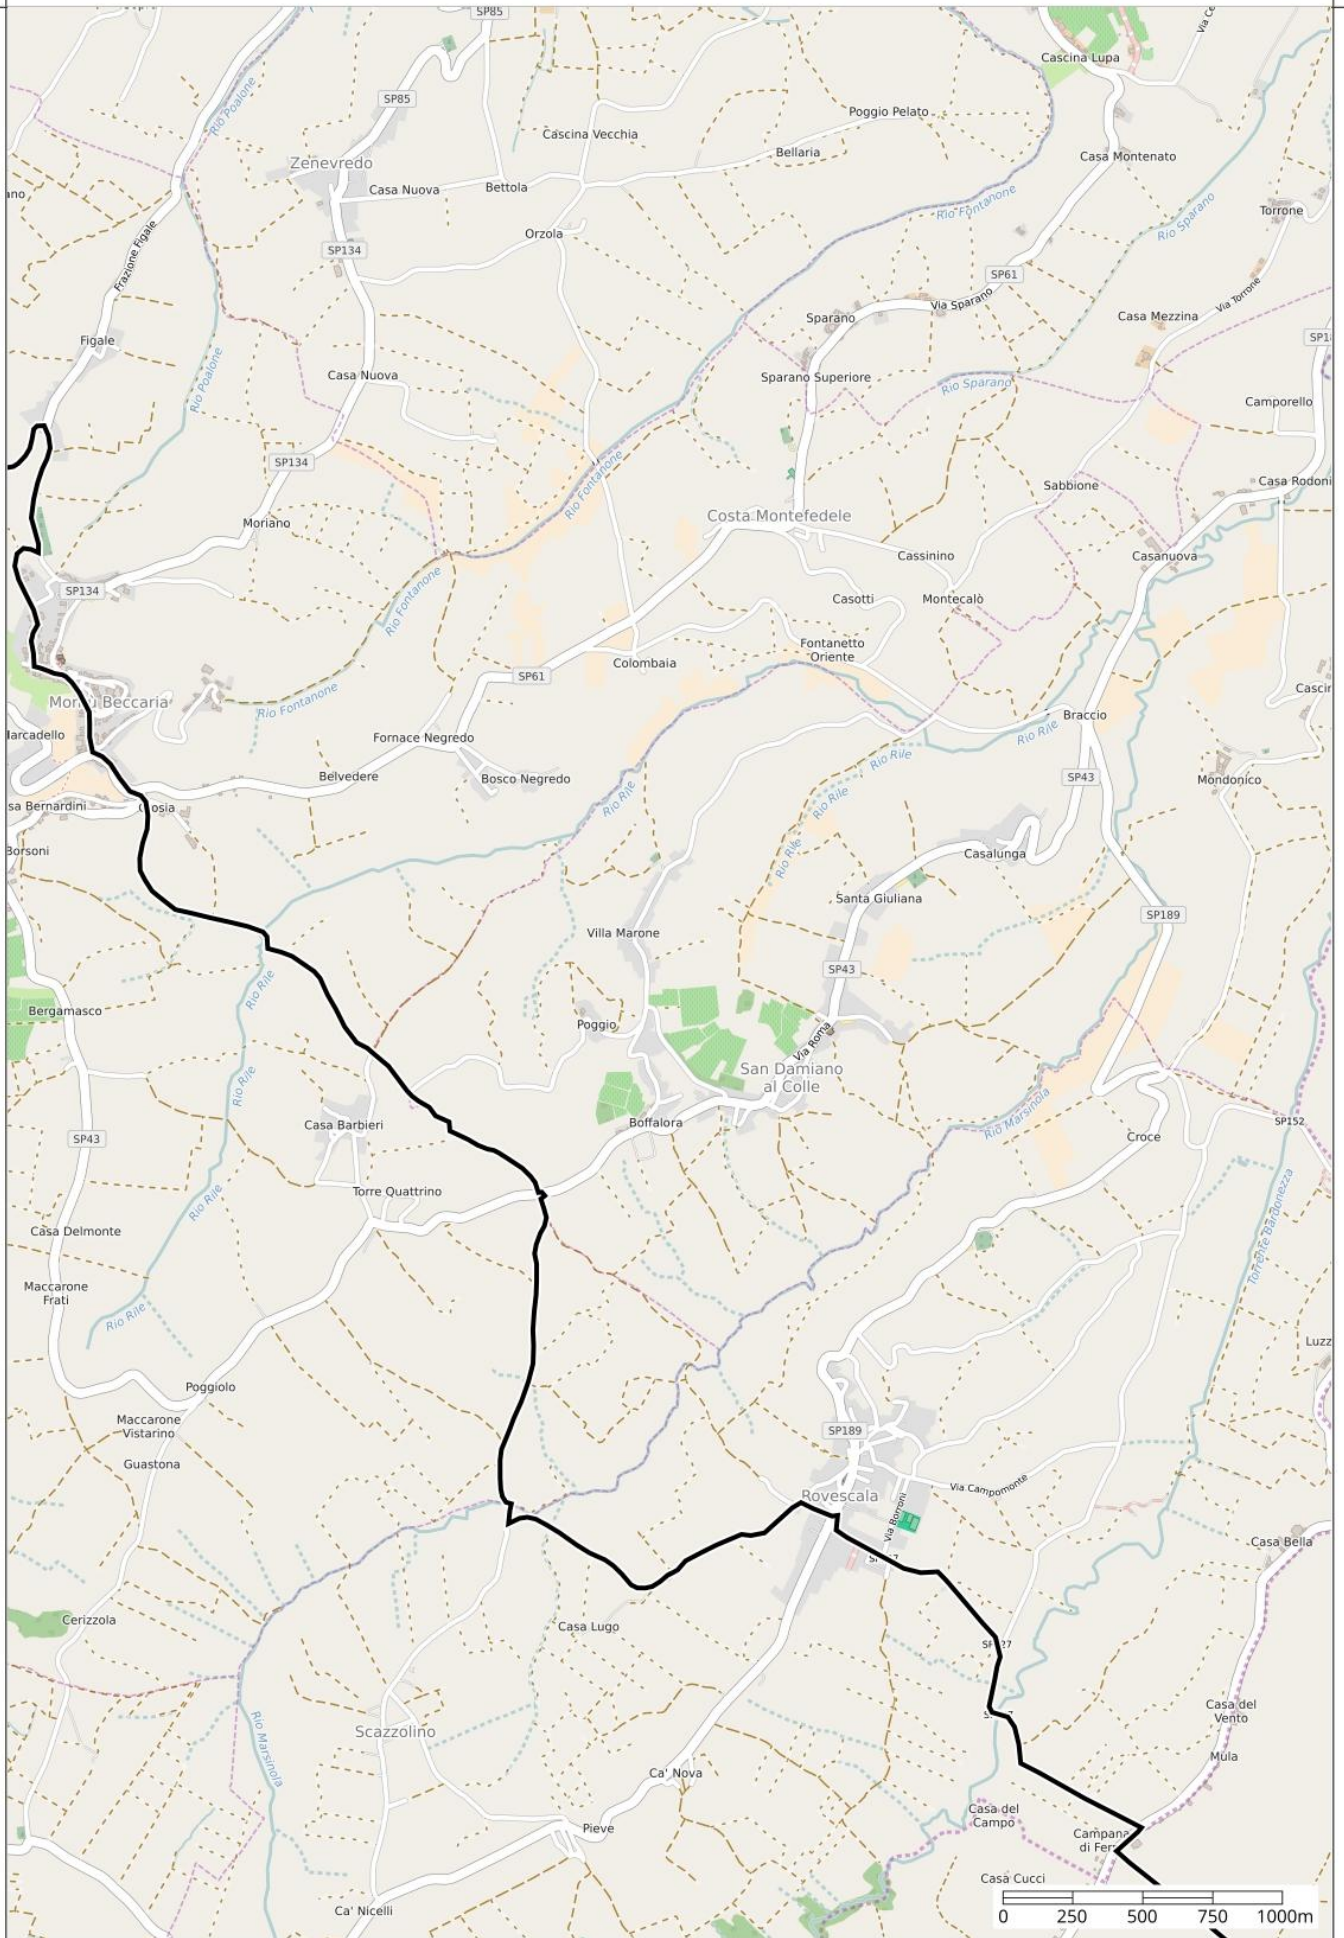 SP85
Via Ce
Cascina Lupa
Rio Poalone
SP85
Poggio Pelato
Cascina Vecchia
Zenevredo
Bellaria
Casa Montenato
Casa Nuova
Bettola
Rio Fontanone
Rio Sparano
Torrone
Orzola
SP134
Frazione Figale
SP61
Via Sparano
Via Torrone
Sparano
Casa Mezzina
Figale
Casa Nuova
Sparano Superiore
Rio Sparano
Rio Poalone
Camporello
SP134
Rio Fontanone
Sabbione
Casa Rodoni
Moriano
Costa Montefedele
Cassinino
Casanuova
SP134
Rio Fontanone
Casotti
Montecalò
Fontanetto
Oriente
Colombaia
SP61
Rio Fontanone
Beccaria
Braccio
Fornace Negredo
Rio Rile
Rio Rile
Belvedere
Bosco Negredo
SP43
Mondonico
Rio Rile
Rio Rile
Rio Rile
Casalunga
Santa Giuliana
SP189
Villa Marone
SP43
Rio Rile
Bergamasco
Poggio
Via Roma
San Damiano
al Colle
Rio Rile
Casa Barbieri
Boffalora
Rio Marsinola
SP43
Croce
SP152
Torre Quattrino
Rio Rile
Casa Delmonte
Torrente Bardonezza
Maccarone
Frati
Rio Rile
Poggiolo
Maccarone
Vistarino
SP189
Guastona
Via Campomonte
Rovescala
Via Borroni
Casa Bella
Cerizzola
Casa Lugo
Casa del
Vento
Rio Marsinola
Scazzolino
Mula
Ca' Nova
Casa del
Campo
Pieve
Campana
Casa Cucci
Ca' Nicelli
0 250 500 750 1000m